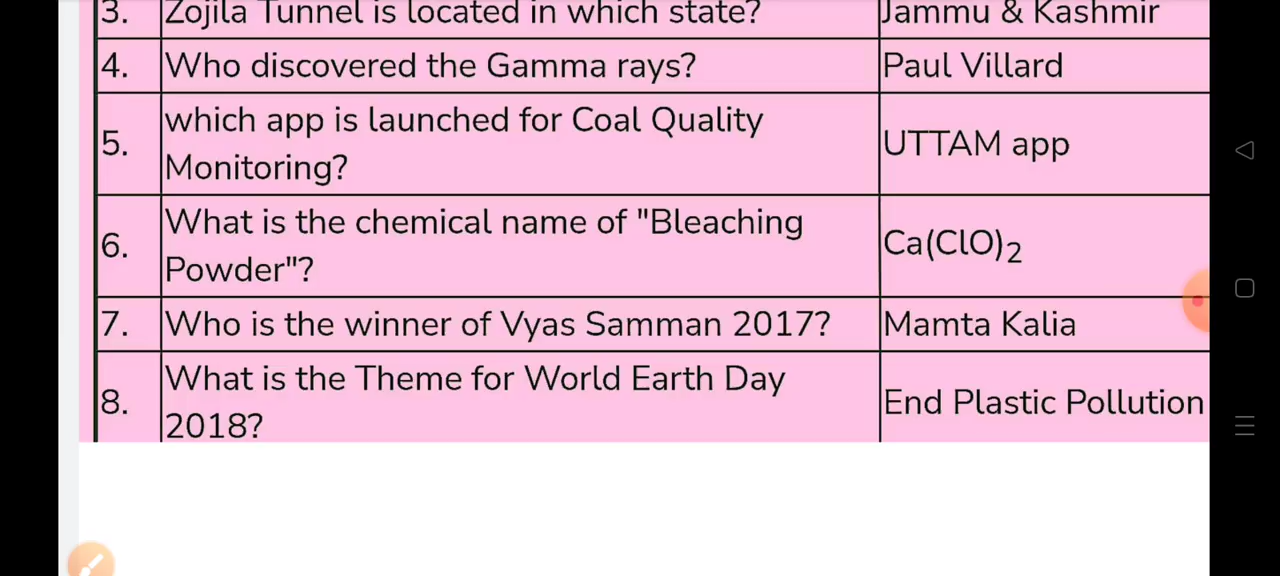 3. Zojila Tunnel is located in which state? Jammu & Kashmir
4. Who discovered the Gamma rays? Paul Villard
5. which app is launched for Coal Quality
Monitoring? UTTAM app
6. What is the chemical name of "Bleaching
Powder"? Ca(ClO)₂
7. Who is the winner of Vyas Samman 2017? Mamta Kalia
8. What is the Theme for World Earth Day
2018? End Plastic Pollution